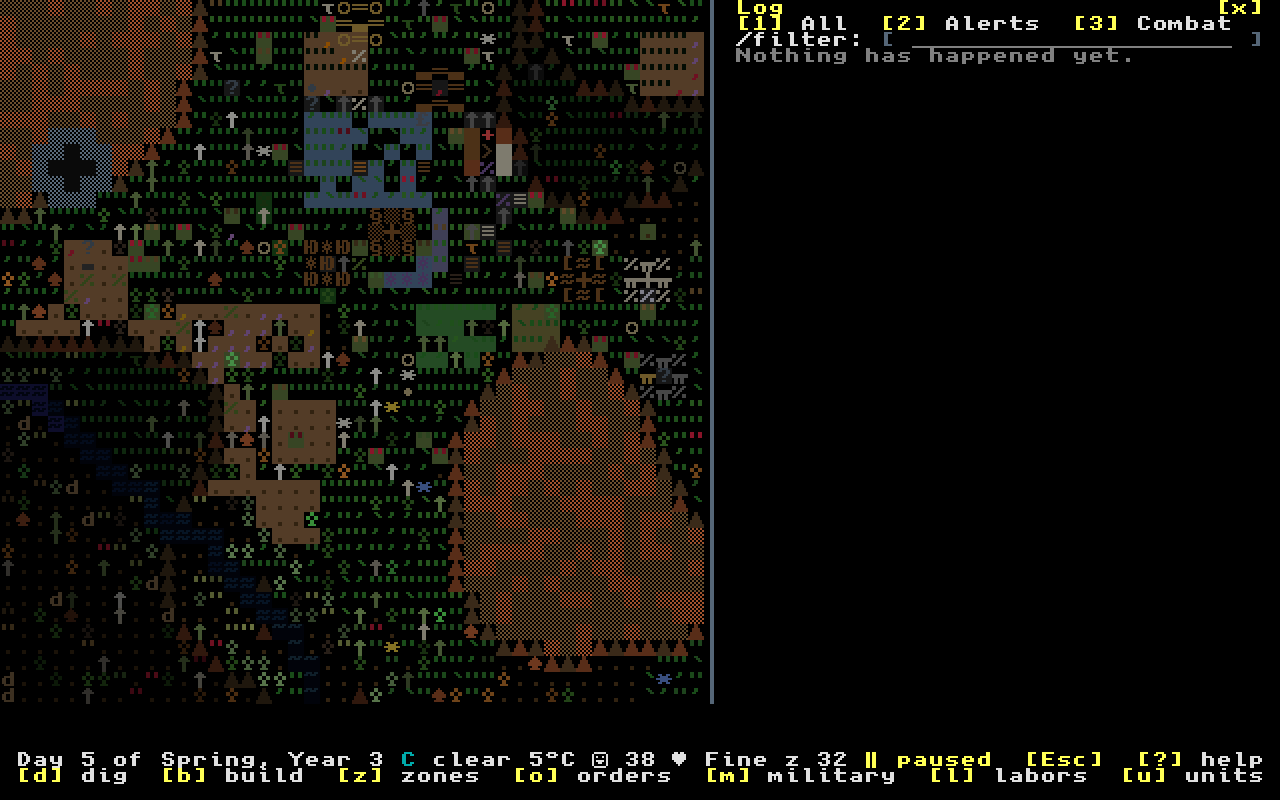 Log [x]
[1] All [2] Alerts [3] Combat
/filter: [ ]
Nothing has happened yet.
Day 5 of Spring, Year 3 C clear 5°C ☺ 38 ♥ Fine z 32 ‖ paused [Esc] [?] help
[d] dig [b] build [z] zones [o] orders [m] military [l] labors [u] units